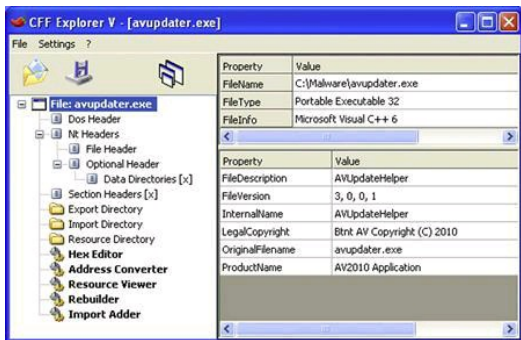 CFF Explorer V - [avupdater.exe]
File Settings ?
File: avupdater.exe
Dos Header
Nt Headers
File Header
Optional Header
Data Directories [x]
Section Headers [x]
Export Directory
Import Directory
Resource Directory
Hex Editor
Address Converter
Resource Viewer
Rebuilder
Import Adder
Property Value
FileName C:\Malware\avupdater.exe
FileType Portable Executable 32
FileInfo Microsoft Visual C++ 6
Property Value
FileDescription AVUpdateHelper
FileVersion 3, 0, 0, 1
InternalName AVUpdateHelper
LegalCopyright Btnt AV Copyright (C) 2010
OriginalFilename avupdater.exe
ProductName AV2010 Application